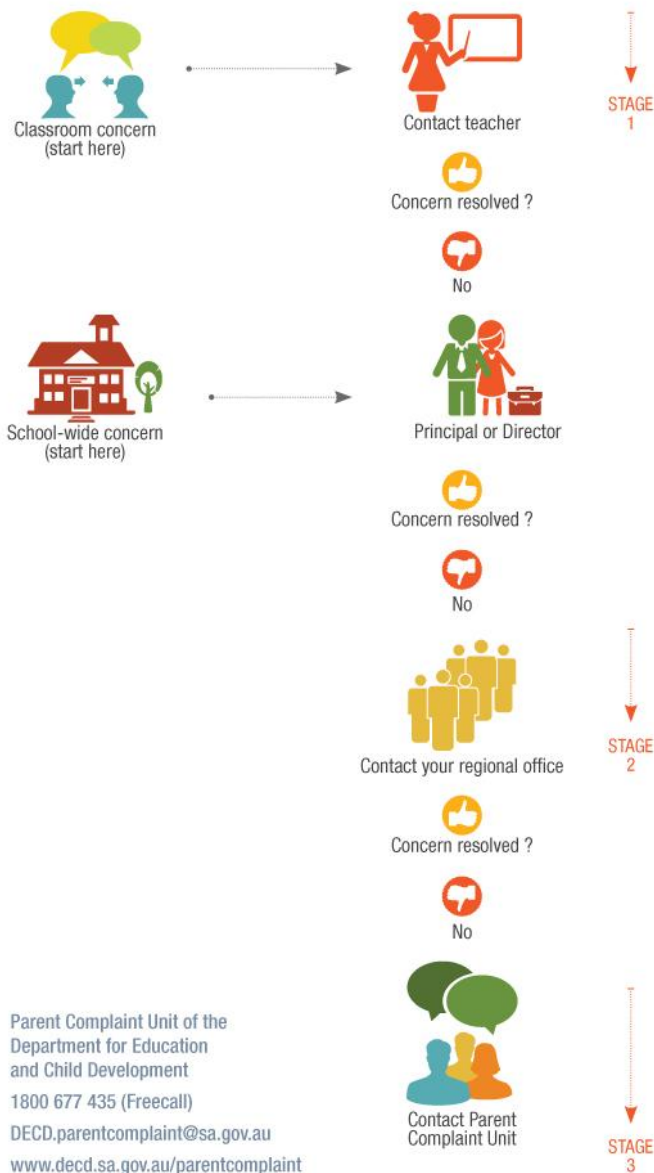 Classroom concern
(start here)
Contact teacher
STAGE
1
Concern resolved ?
No
School-wide concern
(start here)
Principal or Director
Concern resolved ?
No
Contact your regional office
STAGE
2
Concern resolved ?
No
Contact Parent
Complaint Unit
STAGE
3
Parent Complaint Unit of the
Department for Education
and Child Development
1800 677 435 (Freecall)
DECD.parentcomplaint@sa.gov.au
www.decd.sa.gov.au/parentcomplaint